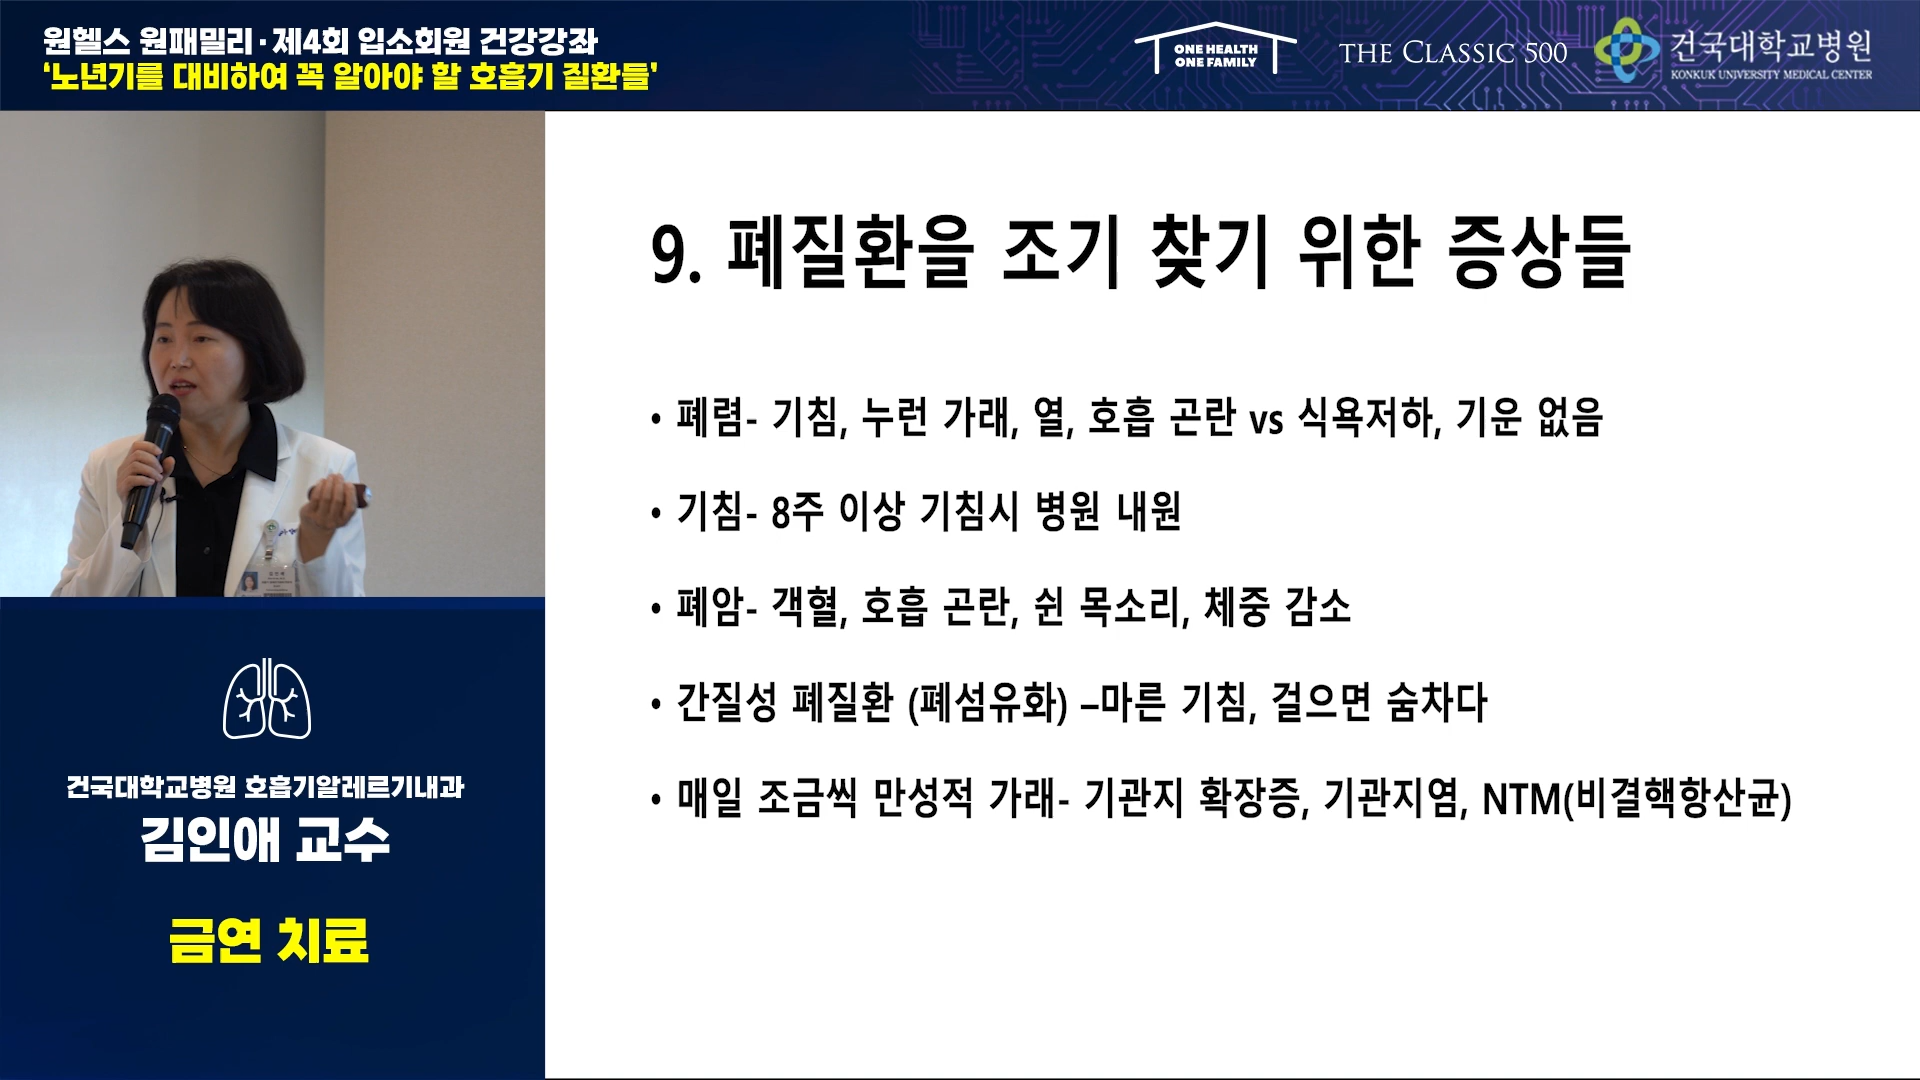 원헬스 원패밀리·제4회 입소회원 건강강좌
‘노년기를 대비하여 꼭 알아야 할 호흡기 질환들'
ONE HEALTH
ONE FAMILY
THE CLASSIC 500
건국대학교병원
KONKUK UNIVERSITY MEDICAL CENTER
9. 폐질환을 조기 찾기 위한 증상들
• 폐렴- 기침, 누런 가래, 열, 호흡 곤란 vs 식욕저하, 기운 없음
• 기침- 8주 이상 기침시 병원 내원
• 폐암- 객혈, 호흡 곤란, 쉰 목소리, 체중 감소
• 간질성 폐질환 (폐섬유화) –마른 기침, 걸으면 숨차다
• 매일 조금씩 만성적 가래- 기관지 확장증, 기관지염, NTM(비결핵항산균)
건국대학교병원 호흡기알레르기내과
김인애 교수
금연 치료